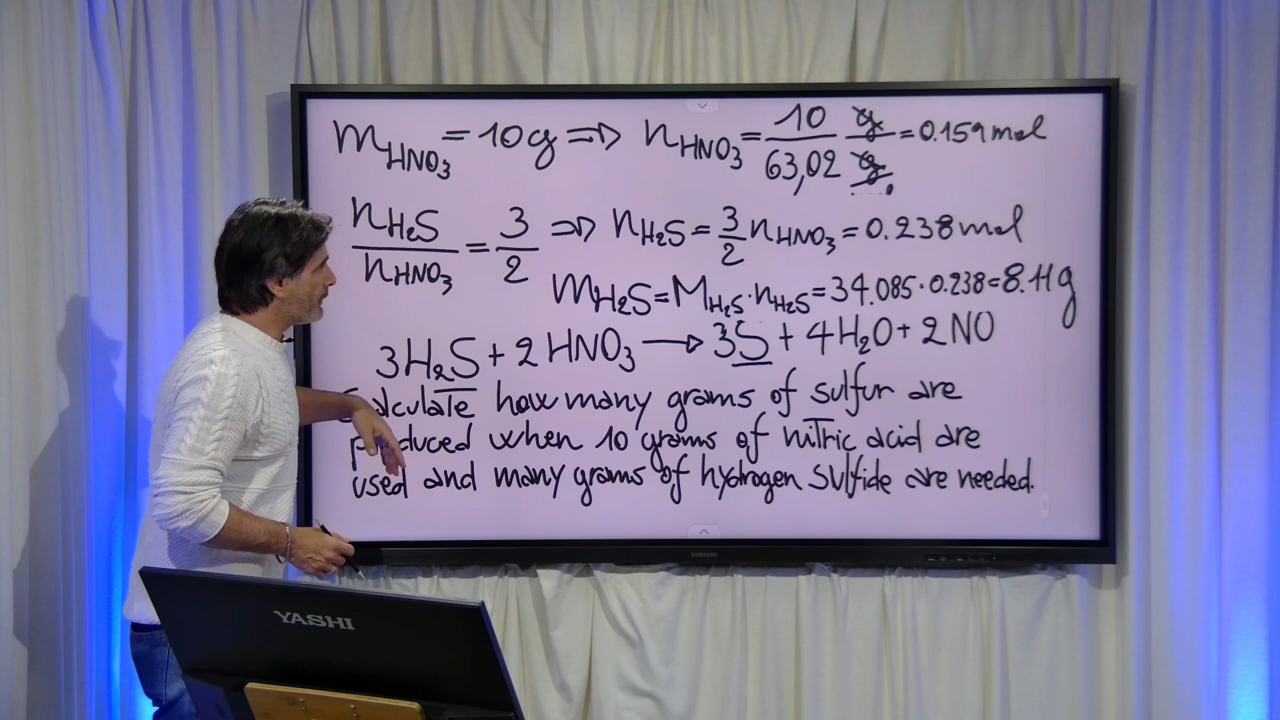 m_HNO3 = 10g ⇒ n_HNO3 = 10/63,02 g/g = 0.159 mol
n_H2S/n_HNO3 = 3/2 ⇒ n_H2S = 3/2 n_HNO3 = 0.238 mol
m_H2S = M_H2S · n_H2S = 34.085 · 0.238 = 8.11 g
3H2S + 2HNO3 → 3S + 4H2O + 2NO
Calculate how many grams of sulfur are
produced when 10 grams of nitric acid are
used and many grams of hydrogen sulfide are needed.
SAMSUNG
YASHI